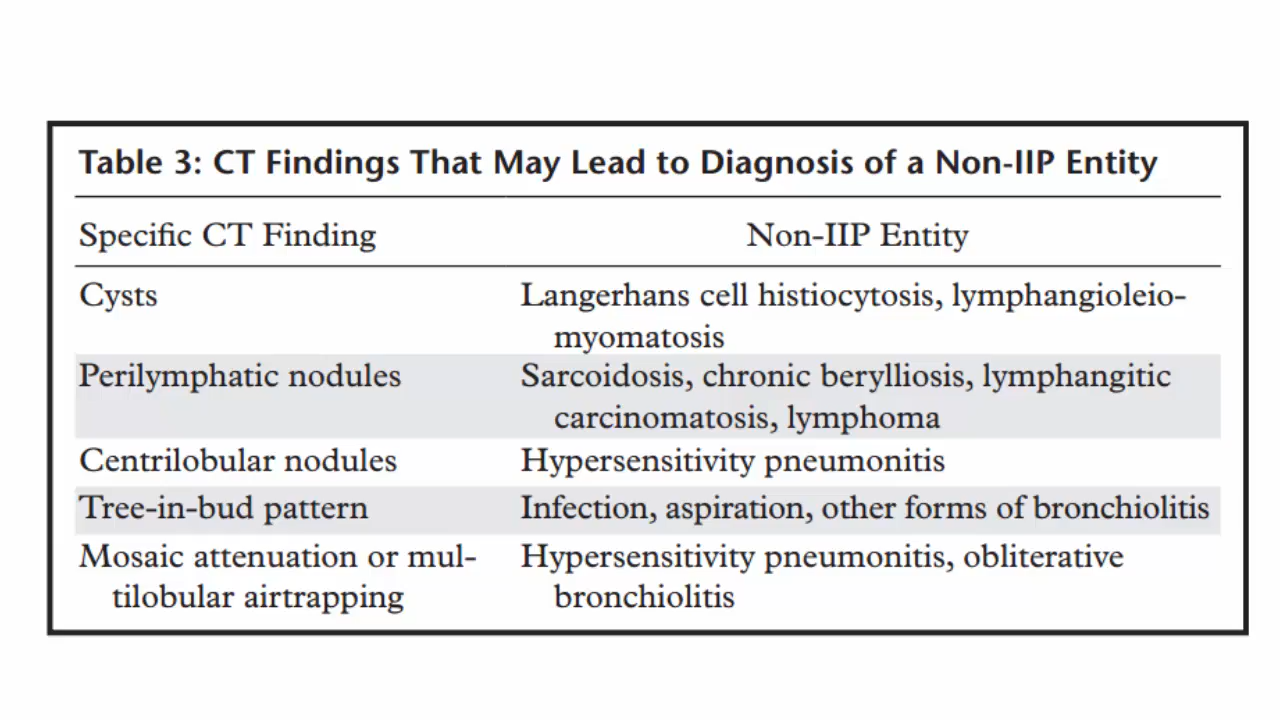 Table 3: CT Findings That May Lead to Diagnosis of a Non-IIP Entity
Specific CT Finding Non-IIP Entity
Cysts Langerhans cell histiocytosis, lymphangioleio-
myomatosis
Perilymphatic nodules Sarcoidosis, chronic berylliosis, lymphangitic
carcinomatosis, lymphoma
Centrilobular nodules Hypersensitivity pneumonitis
Tree-in-bud pattern Infection, aspiration, other forms of bronchiolitis
Mosaic attenuation or mul- Hypersensitivity pneumonitis, obliterative
tilobular airtrapping bronchiolitis